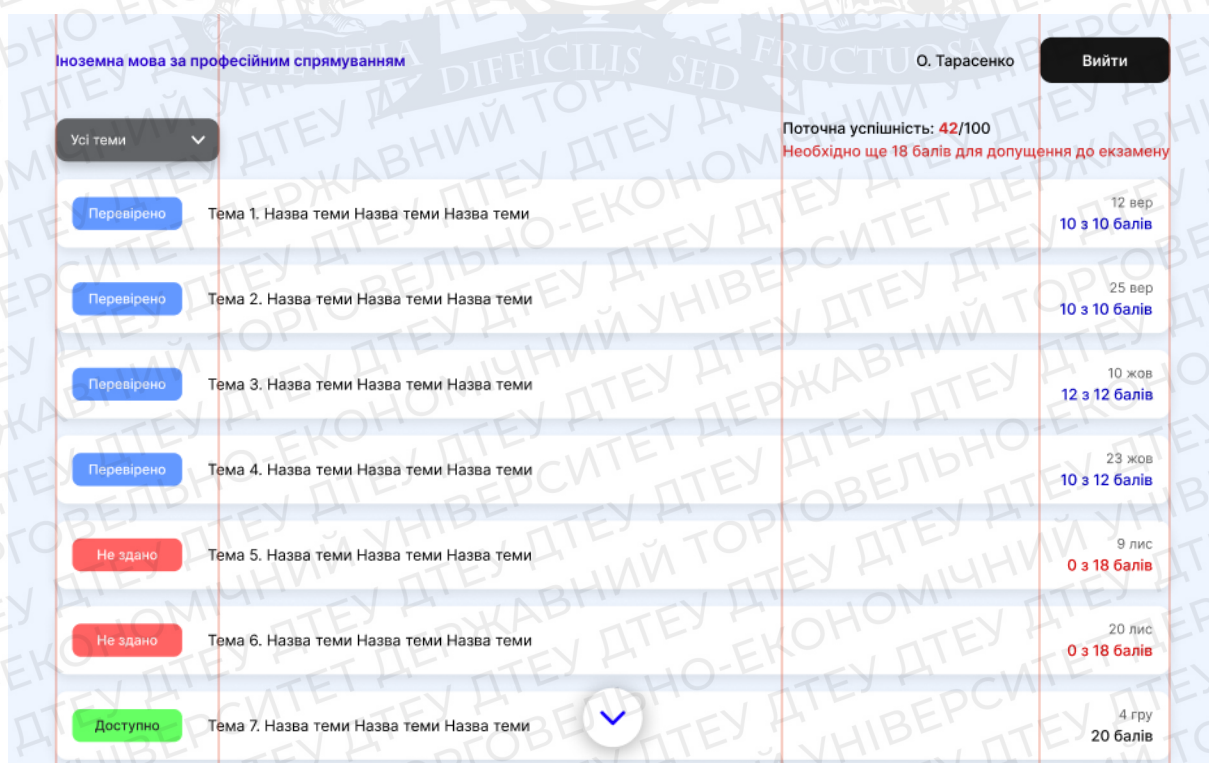 SCIENTIA DIFFICILIS SED FRUCTUOSA
Іноземна мова за професійним спрямуванням
О. Тарасенко
Вийти
Усі теми
Поточна успішність: 42/100
Необхідно ще 18 балів для допущення до екзамену
Перевірено
Тема 1. Назва теми Назва теми Назва теми
12 вер
10 з 10 балів
Перевірено
Тема 2. Назва теми Назва теми Назва теми
25 вер
10 з 10 балів
Перевірено
Тема 3. Назва теми Назва теми Назва теми
10 жов
12 з 12 балів
Перевірено
Тема 4. Назва теми Назва теми Назва теми
23 жов
10 з 12 балів
Не здано
Тема 5. Назва теми Назва теми Назва теми
9 лис
0 з 18 балів
Не здано
Тема 6. Назва теми Назва теми Назва теми
20 лис
0 з 18 балів
Доступно
Тема 7. Назва теми Назва теми Назва теми
4 гру
20 балів